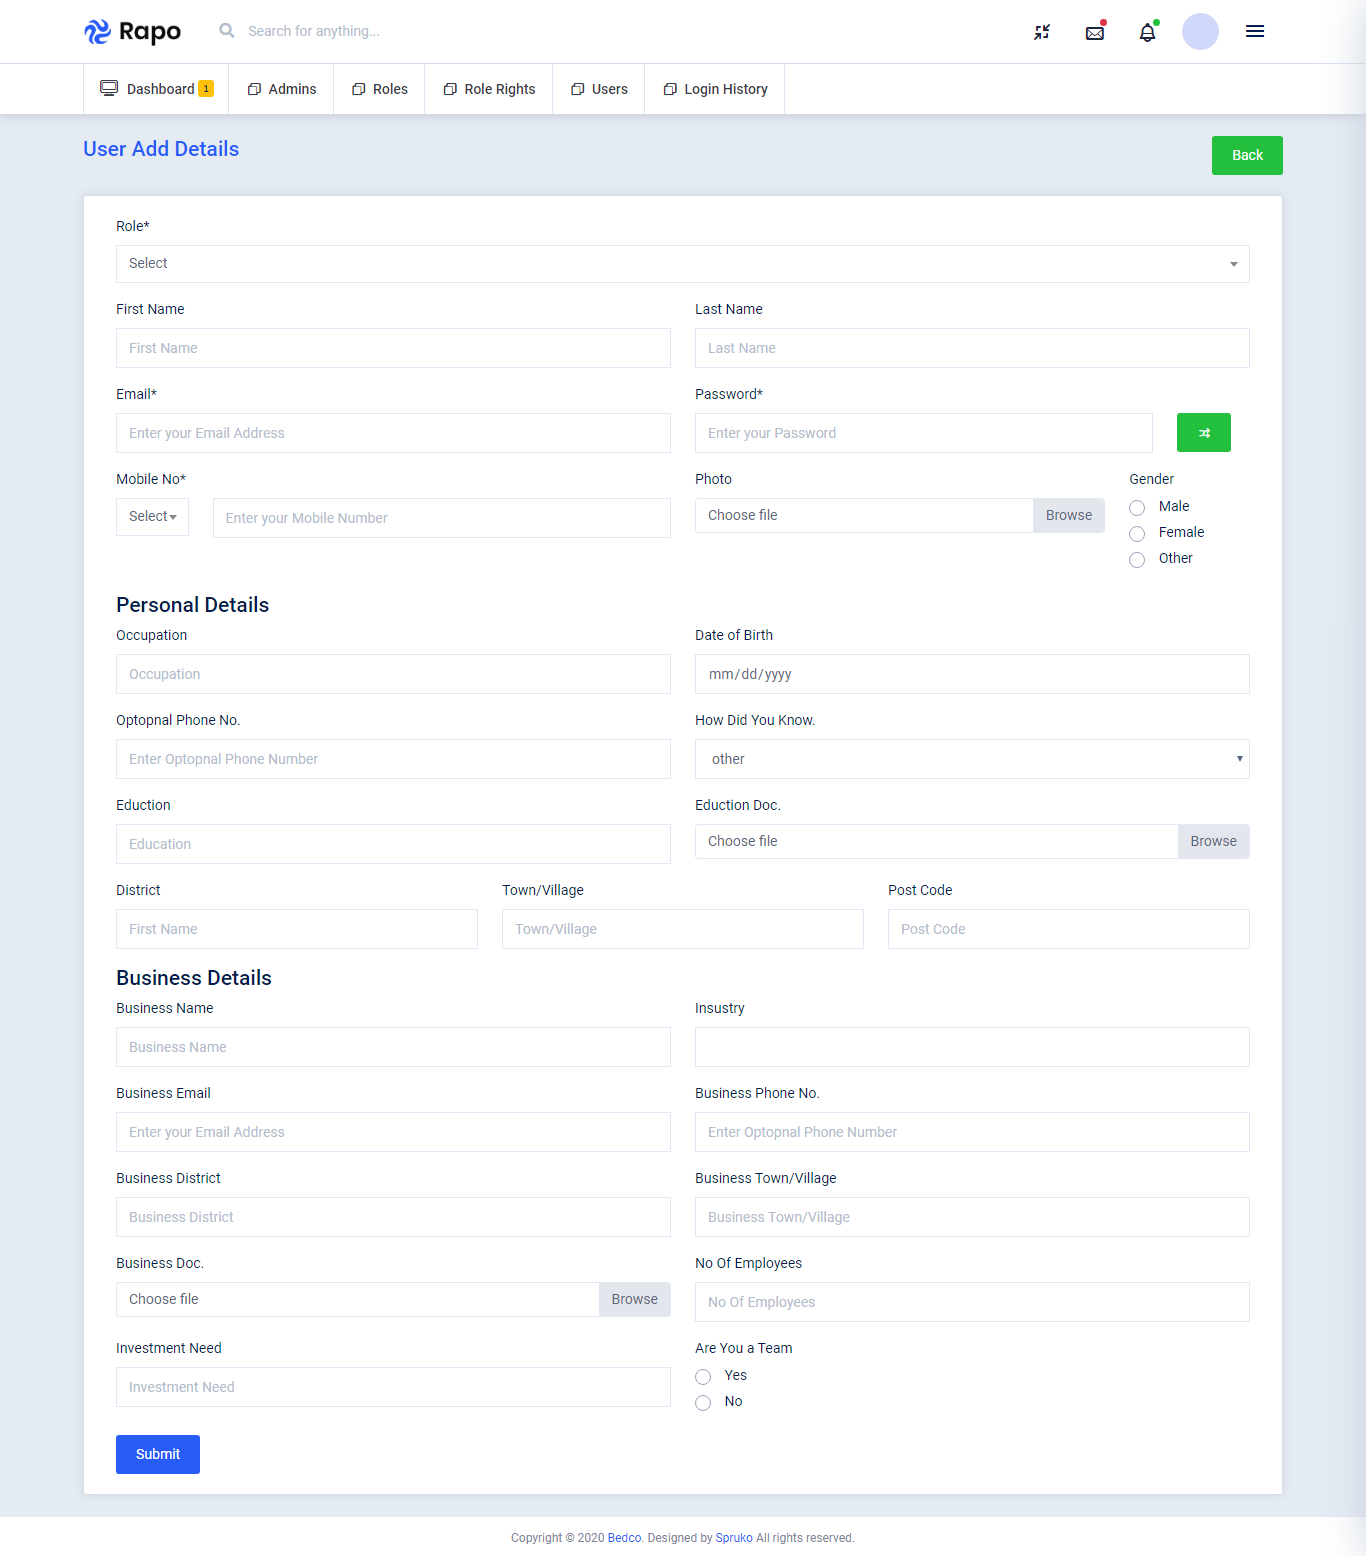 Rapo Search for anything...
Dashboard 1 Admins Roles Role Rights Users Login History
User Add Details Back
Role*
Select
First Name Last Name
First Name Last Name
Email* Password*
Enter your Email Address Enter your Password
Mobile No* Photo Gender
Select Enter your Mobile Number Choose file Browse Male
Female
Other
Personal Details
Occupation Date of Birth
Occupation mm/dd/yyyy
Optopnal Phone No. How Did You Know.
Enter Optopnal Phone Number other
Eduction Eduction Doc.
Education Choose file Browse
District Town/Village Post Code
First Name Town/Village Post Code
Business Details
Business Name Insustry
Business Name
Business Email Business Phone No.
Enter your Email Address Enter Optopnal Phone Number
Business District Business Town/Village
Business District Business Town/Village
Business Doc. No Of Employees
Choose file Browse No Of Employees
Investment Need Are You a Team
Investment Need Yes
No
Submit
Copyright © 2020 Bedco. Designed by Spruko All rights reserved.